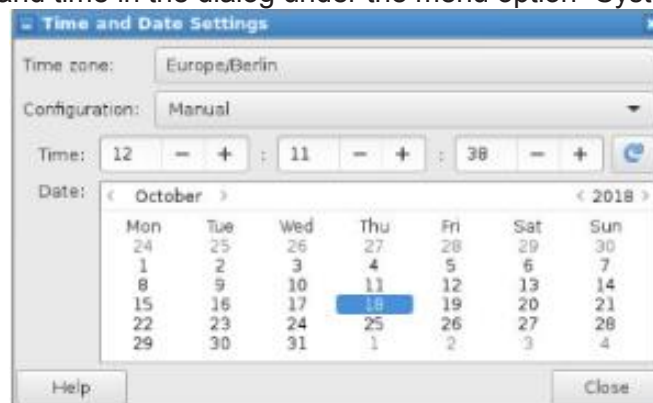 and time in the dialog under the menu option
Time and Date Settings
Time zone: Europe/Berlin
Configuration: Manual
Time: 12 − + : 11 − + : 38 − +
Date: < October > < 2018 >
Mon Tue Wed Thu Fri Sat Sun
24 25 26 27 28 29 30
1 2 3 4 5 6 7
8 9 10 11 12 13 14
15 16 17 18 19 20 21
22 23 24 25 26 27 28
29 30 31 1 2 3 4
Help Close